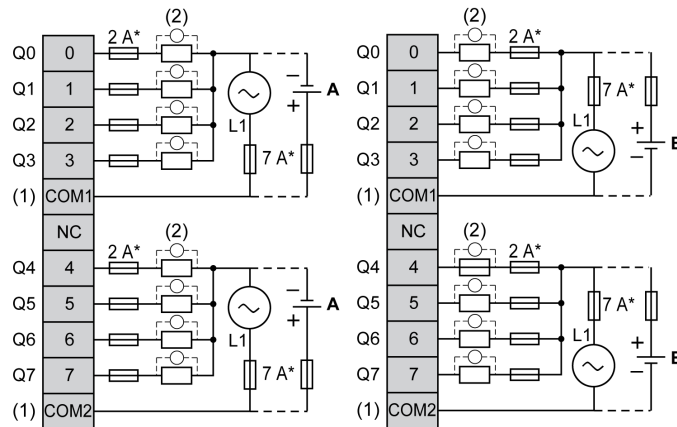 (2) (2)
Q0 0 2 A* Q0 0 2 A*
Q1 1 − A Q1 1 7 A*
Q2 2 + Q2 2 L1 +
L1
Q3 3 7 A* Q3 3 −
(1) COM1 (1) COM1
NC (2) NC (2)
Q4 4 2 A* Q4 4 2 A*
Q5 5 − A Q5 5 7 A*
Q6 6 + Q6 6 L1 +
L1
Q7 7 7 A* Q7 7 −
(1) COM2 (1) COM2